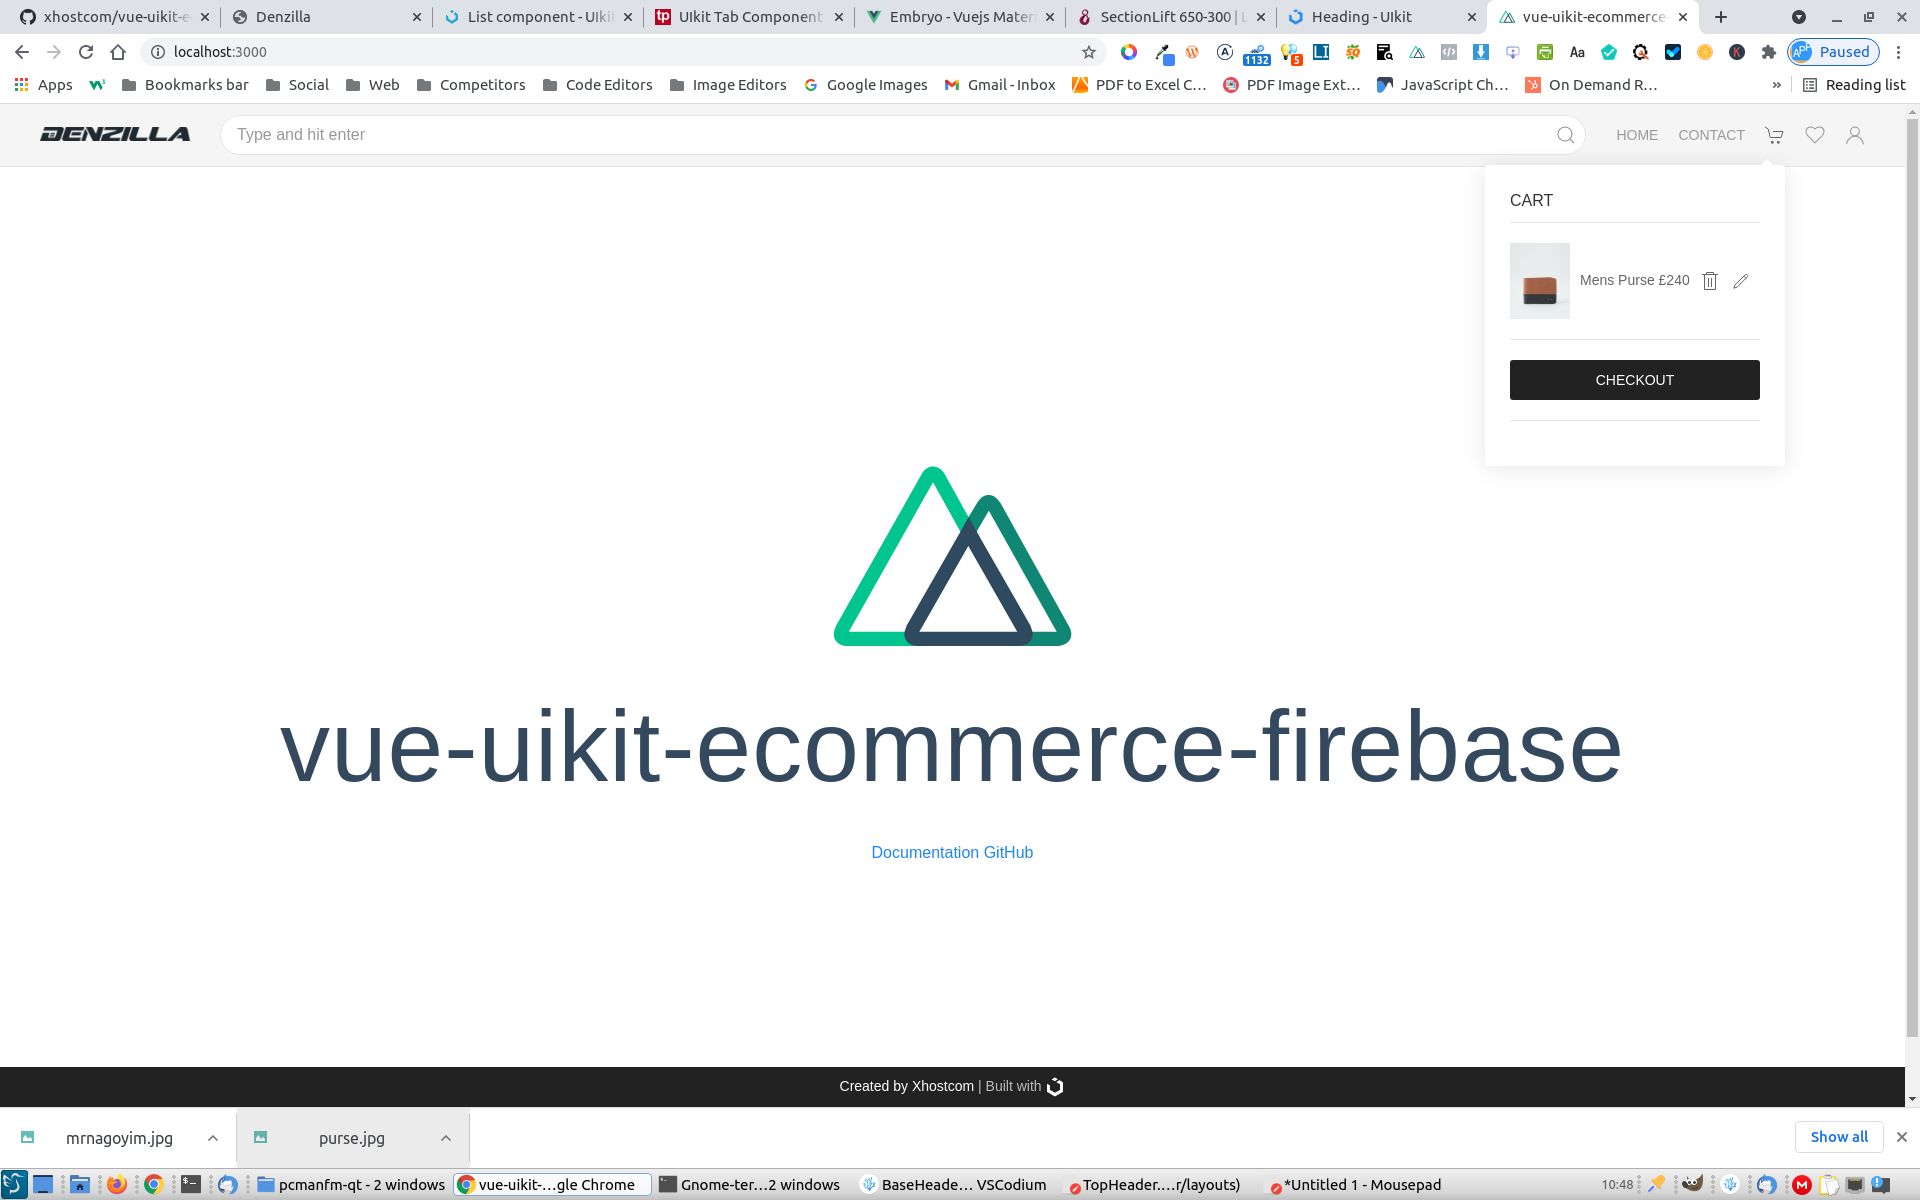 xhostcom/vue-uikit-e
Denzilla
List component - UIki
UIkit Tab Component
Embryo - Vuejs Materi
SectionLift 650-300 | L
Heading - UIkit
vue-uikit-ecommerce-
localhost:3000
1132
5
Aa
Paused
Apps
Bookmarks bar
Social
Web
Competitors
Code Editors
Image Editors
Google Images
Gmail - Inbox
PDF to Excel C...
PDF Image Ext...
JavaScript Ch...
On Demand R...
»
Reading list
DENZILLA
Type and hit enter
HOME
CONTACT
CART
Mens Purse £240
CHECKOUT
vue-uikit-ecommerce-firebase
Documentation GitHub
Created by Xhostcom | Built with
mrnagoyim.jpg
purse.jpg
Show all
pcmanfm-qt - 2 windows
vue-uikit-...gle Chrome
Gnome-ter...2 windows
BaseHeade... VSCodium
TopHeader....r/layouts)
*Untitled 1 - Mousepad
10:48